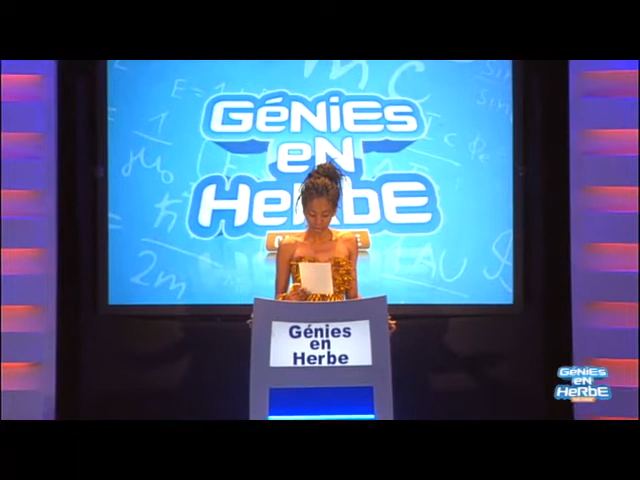 GéNiES
eN
HeRbE
Génies
en
Herbe
GéNiES
eN
HeRbE